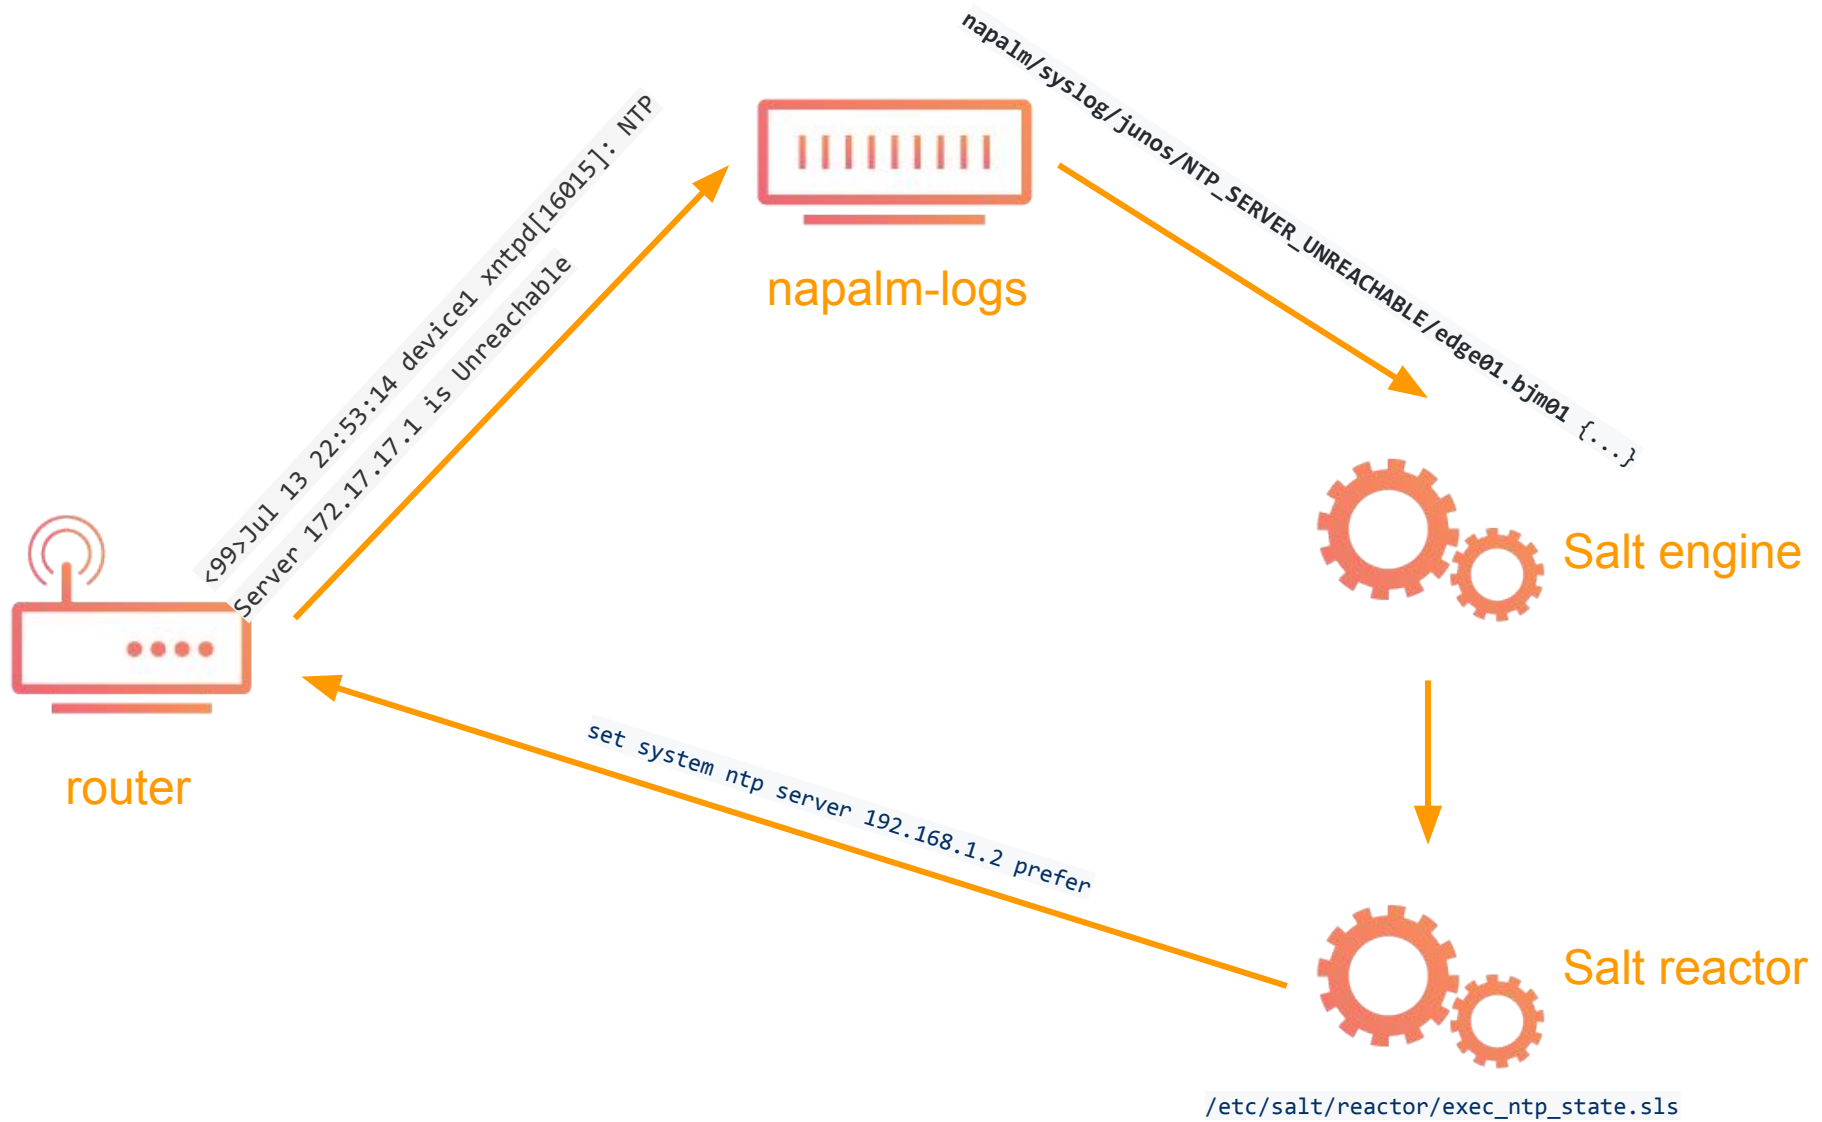 napalm/syslog/junos/NTP_SERVER_UNREACHABLE/edge01.bjm01 {...}
<99>Jul 13 22:53:14 device1 xntpd[16015]: NTP
Server 172.17.17.1 is Unreachable
napalm-logs
Salt engine
router
set system ntp server 192.168.1.2 prefer
Salt reactor
/etc/salt/reactor/exec_ntp_state.sls